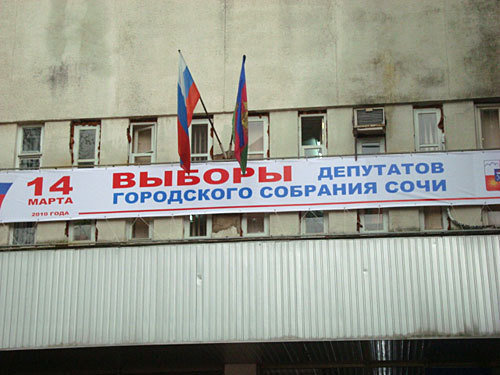 14
МАРТА
2010 ГОДА
ВЫБОРЫ ДЕПУТАТОВ
ГОРОДСКОГО СОБРАНИЯ СОЧИ